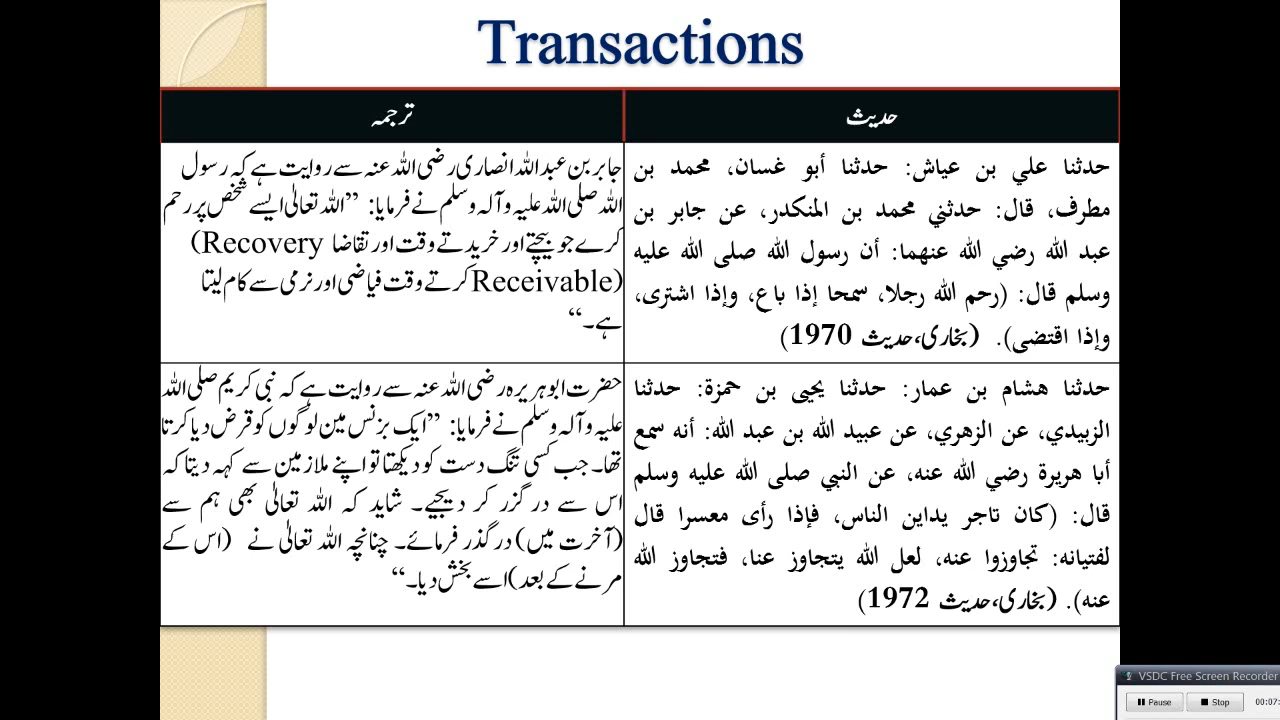 Transactions
حدیث
ترجمہ
حدثنا علي بن عياش: حدثنا أبو غسان، محمد بن
مطرف، قال: حدثني محمد بن المنكدر، عن جابر بن
عبد الله رضي الله عنهما: أن رسول الله صلى الله عليه
وسلم قال: (رحم الله رجلا، سمحا إذا باع، وإذا اشترى،
وإذا اقتضى). (بخاری،حدیث 1970)
جابر بن عبداللہ انصاری رضی اللہ عنہ سے روایت ہے کہ رسول
اللہ صلی اللہ علیہ وآلہ وسلم نے فرمایا: ”اللہ تعالیٰ ایسے شخص پر رحم
کرے جو بیچتے اور خریدتے وقت اور تقاضا (Recovery
Receivable) کرتے وقت فیاضی اور نرمی سے کام لیتا
ہے۔“
حدثنا هشام بن عمار: حدثنا يحيى بن حمزة: حدثنا
الزبيدي، عن الزهري، عن عبيد الله بن عبد الله: أنه سمع
أبا هريرة رضي الله عنه، عن النبي صلى الله عليه وسلم
قال: (كان تاجر يداين الناس، فإذا رأى معسرا قال
لفتيانه: تجاوزوا عنه، لعل الله يتجاوز عنا، فتجاوز الله
عنه). (بخاری،حدیث 1972)
حضرت ابوہریرہ رضی اللہ عنہ سے روایت ہے کہ نبی کریم صلی اللہ
علیہ وآلہ وسلم نے فرمایا: ”ایک بزنس مین لوگوں کو قرض دیا کرتا
تھا۔ جب کسی تنگ دست کو دیکھتا تو اپنے ملازمین سے کہہ دیتا کہ
اس سے درگزر کر دیجیے۔ شاید کہ اللہ تعالیٰ بھی ہم سے
(آخرت میں) درگذر فرمائے۔ چنانچہ اللہ تعالیٰ نے (اس کے
مرنے کے بعد) اسے بخش دیا۔“
VSDC Free Screen Recorder
Pause Stop 00:07: